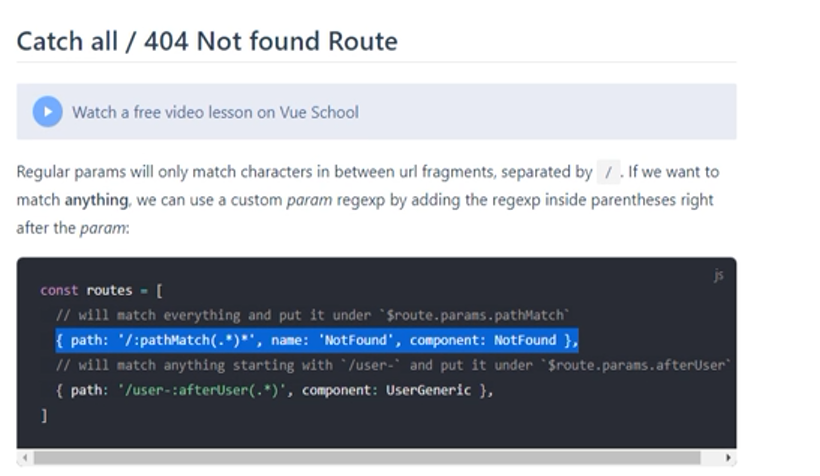 Catch all / 404 Not found Route
Watch a free video lesson on Vue School
Regular params will only match characters in between url fragments, separated by / . If we want to
match anything, we can use a custom param regexp by adding the regexp inside parentheses right
after the param:
js
const routes = [
// will match everything and put it under `$route.params.pathMatch`
{ path: '/:pathMatch(.*)*', name: 'NotFound', component: NotFound },
// will match anything starting with `/user-` and put it under `$route.params.afterUser`
{ path: '/user-:afterUser(.*)', component: UserGeneric },
]